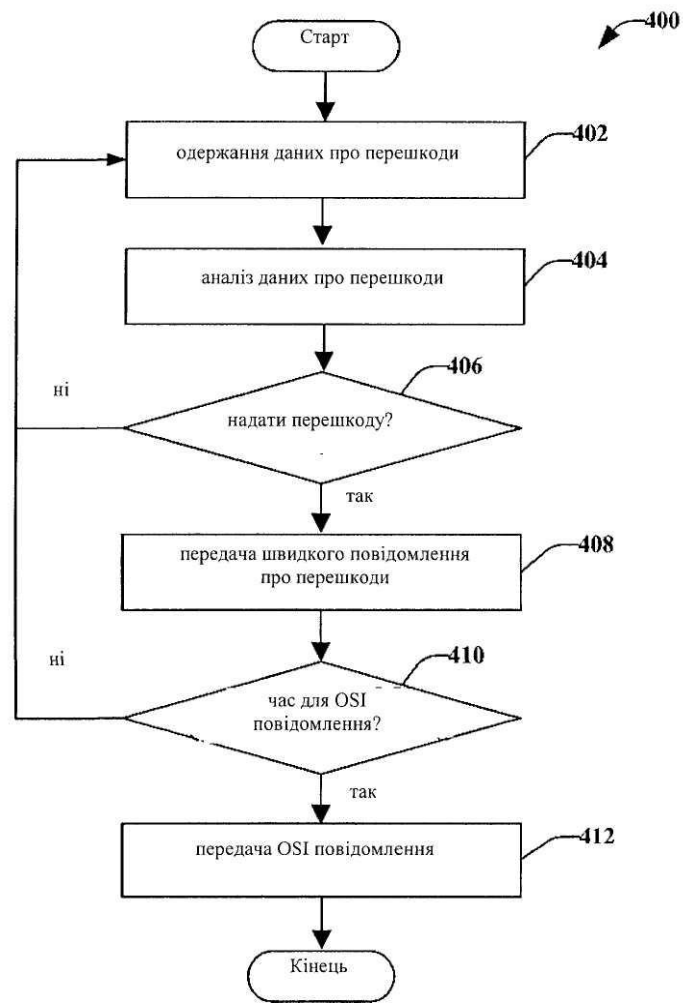 Старт
400
одержання даних про перешкоди
402
аналіз даних про перешкоди
404
406
ні
надати перешкоду?
так
передача швидкого повідомлення
про перешкоди
408
ні
410
час для OSI
повідомлення?
так
передача OSI повідомлення
412
Кінець